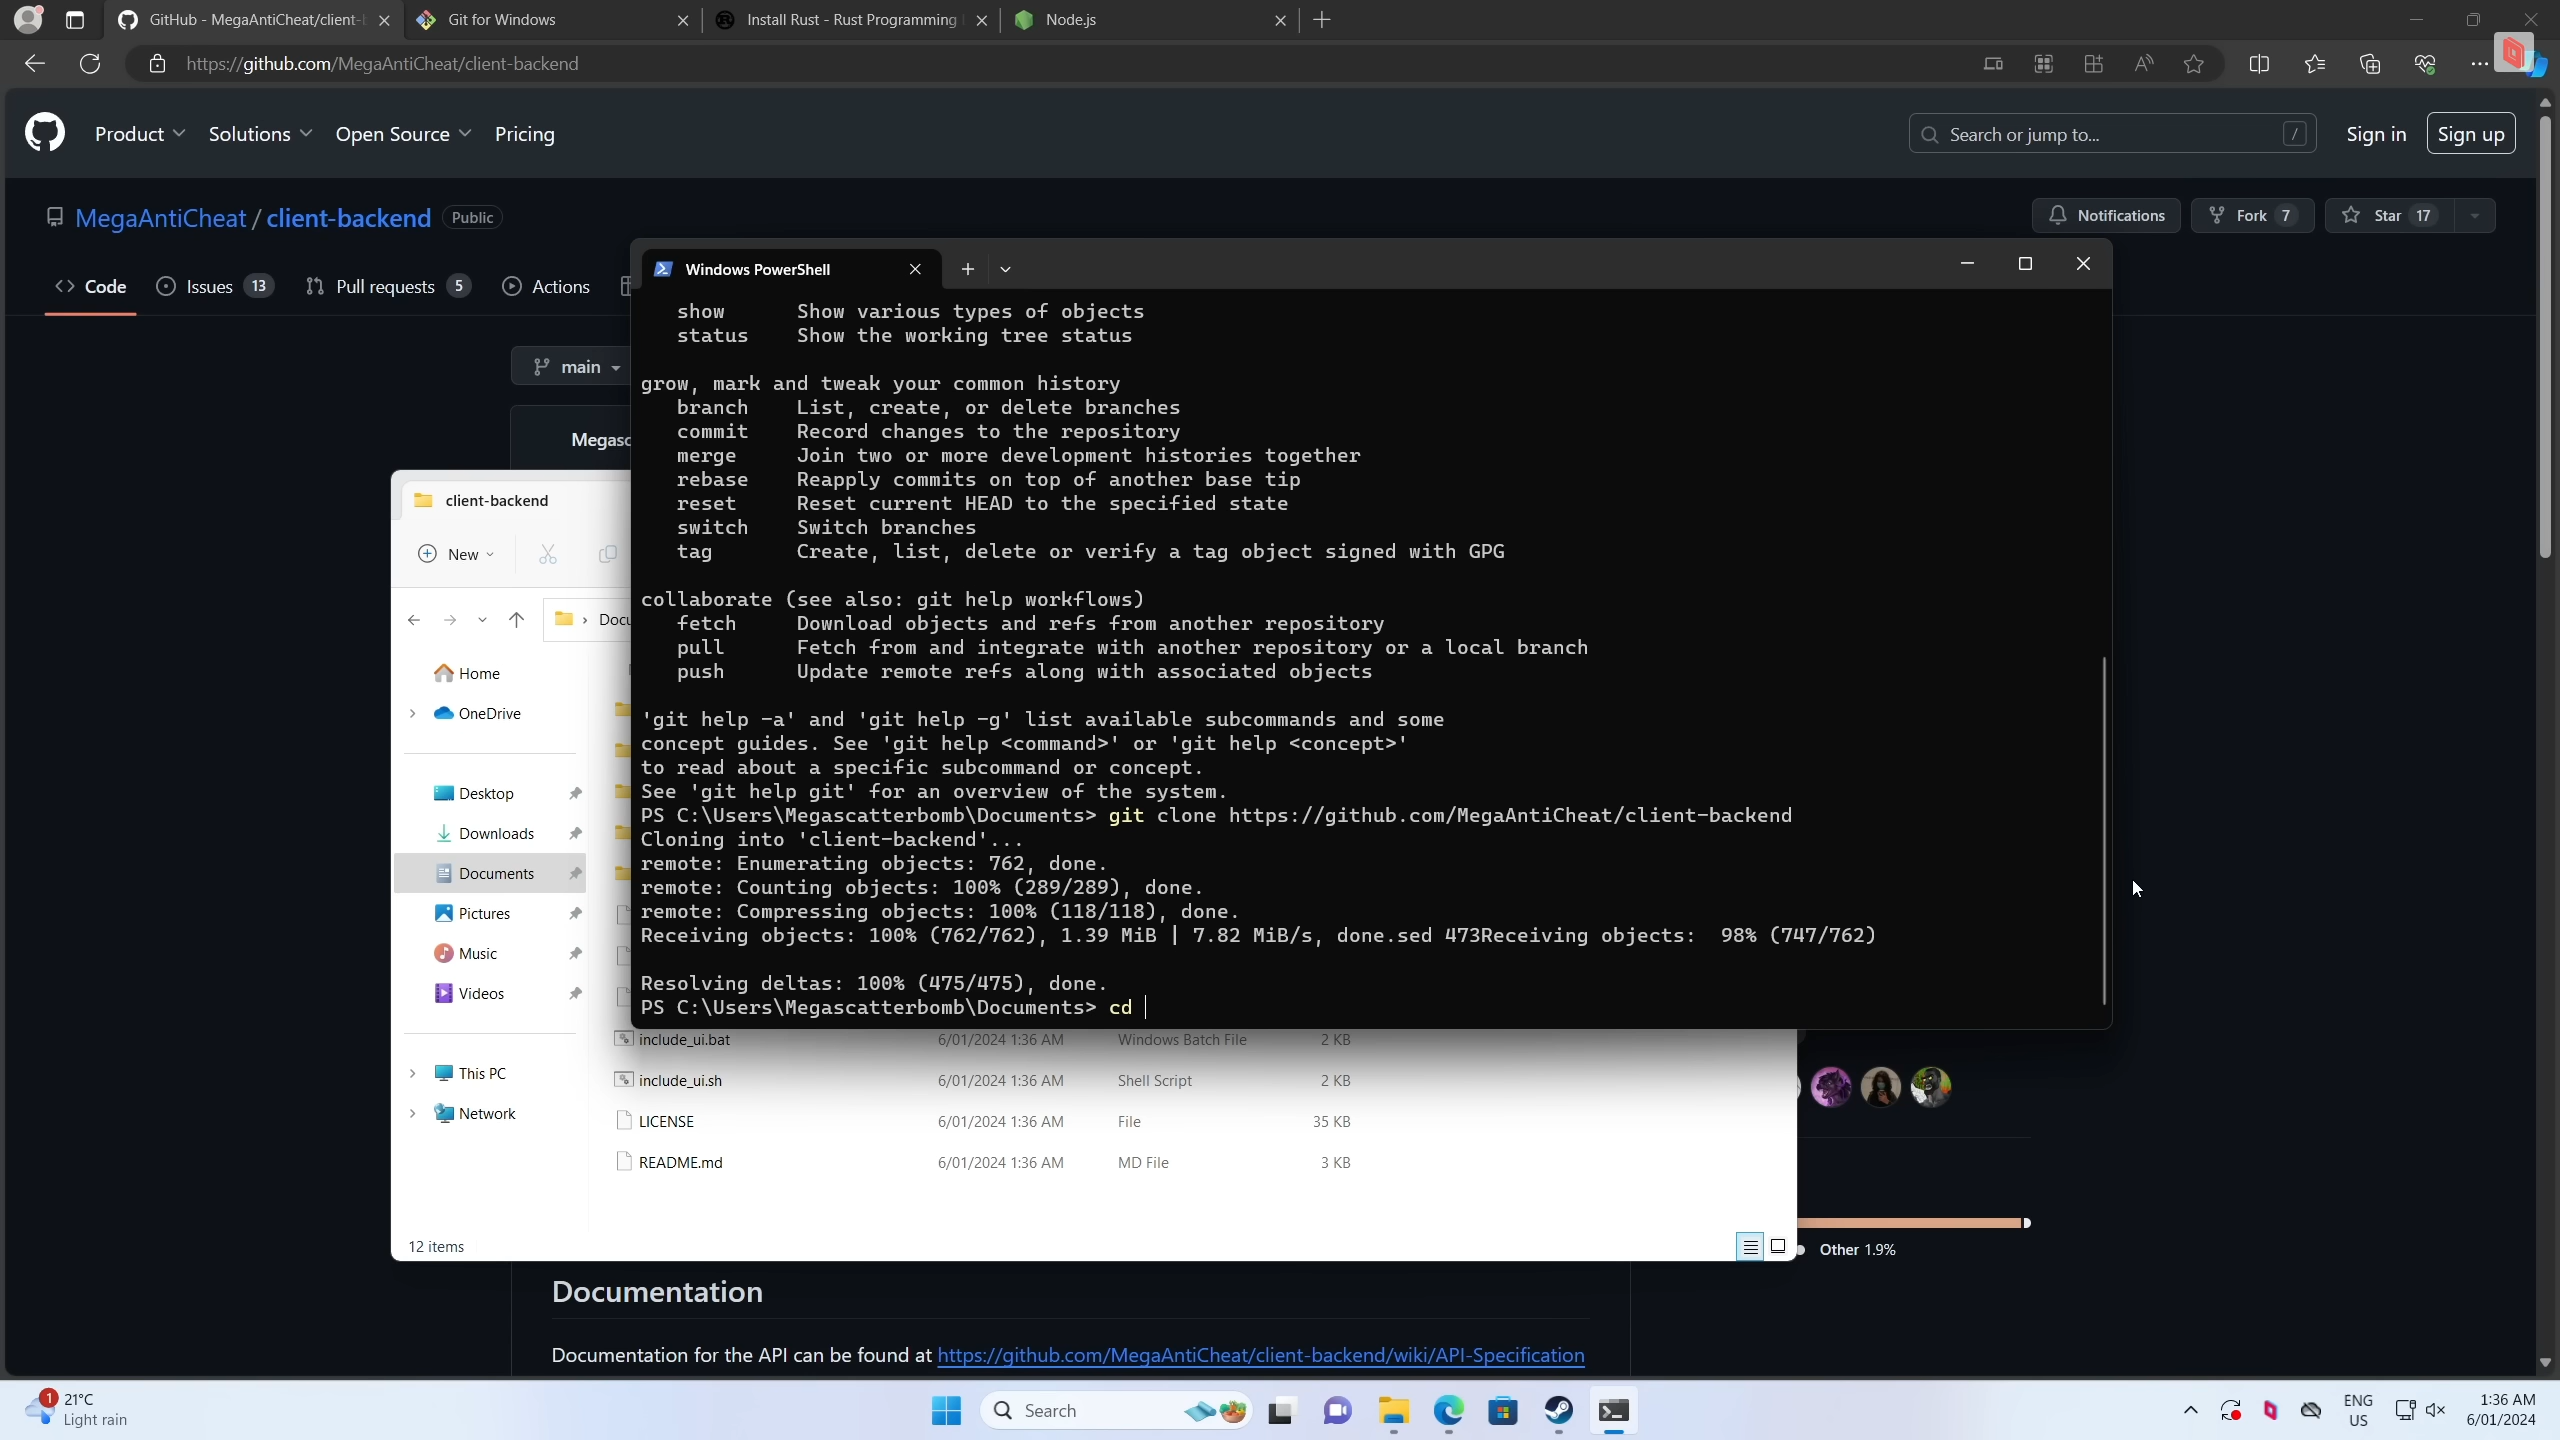 GitHub - MegaAntiCheat/client-b
Git for Windows
Install Rust - Rust Programming
Node.js
https://github.com/MegaAntiCheat/client-backend
Product
Solutions
Open Source
Pricing
Search or jump to...
/
Sign in
Sign up
MegaAntiCheat / client-backend
Public
Notifications
Fork 7
Star 17
Code
Issues 13
Pull requests 5
Actions
main
Megasc
Windows PowerShell
show Show various types of objects
status Show the working tree status
grow, mark and tweak your common history
branch List, create, or delete branches
commit Record changes to the repository
merge Join two or more development histories together
rebase Reapply commits on top of another base tip
reset Reset current HEAD to the specified state
switch Switch branches
tag Create, list, delete or verify a tag object signed with GPG
collaborate (see also: git help workflows)
fetch Download objects and refs from another repository
pull Fetch from and integrate with another repository or a local branch
push Update remote refs along with associated objects
'git help -a' and 'git help -g' list available subcommands and some
concept guides. See 'git help <command>' or 'git help <concept>'
to read about a specific subcommand or concept.
See 'git help git' for an overview of the system.
PS C:\Users\Megascatterbomb\Documents> git clone https://github.com/MegaAntiCheat/client-backend
Cloning into 'client-backend'...
remote: Enumerating objects: 762, done.
remote: Counting objects: 100% (289/289), done.
remote: Compressing objects: 100% (118/118), done.
Receiving objects: 100% (762/762), 1.39 MiB | 7.82 MiB/s, done.sed 473Receiving objects:  98% (747/762)
Resolving deltas: 100% (475/475), done.
PS C:\Users\Megascatterbomb\Documents> cd
client-backend
New
Docu
Home
OneDrive
Desktop
Downloads
Documents
Pictures
Music
Videos
This PC
Network
include_ui.bat 6/01/2024 1:36 AM Windows Batch File 2 KB
include_ui.sh 6/01/2024 1:36 AM Shell Script 2 KB
LICENSE 6/01/2024 1:36 AM File 35 KB
README.md 6/01/2024 1:36 AM MD File 3 KB
12 items
Other 1.9%
Documentation
Documentation for the API can be found at https://github.com/MegaAntiCheat/client-backend/wiki/API-Specification
1
21°C
Light rain
Search
ENG
US
1:36 AM
6/01/2024